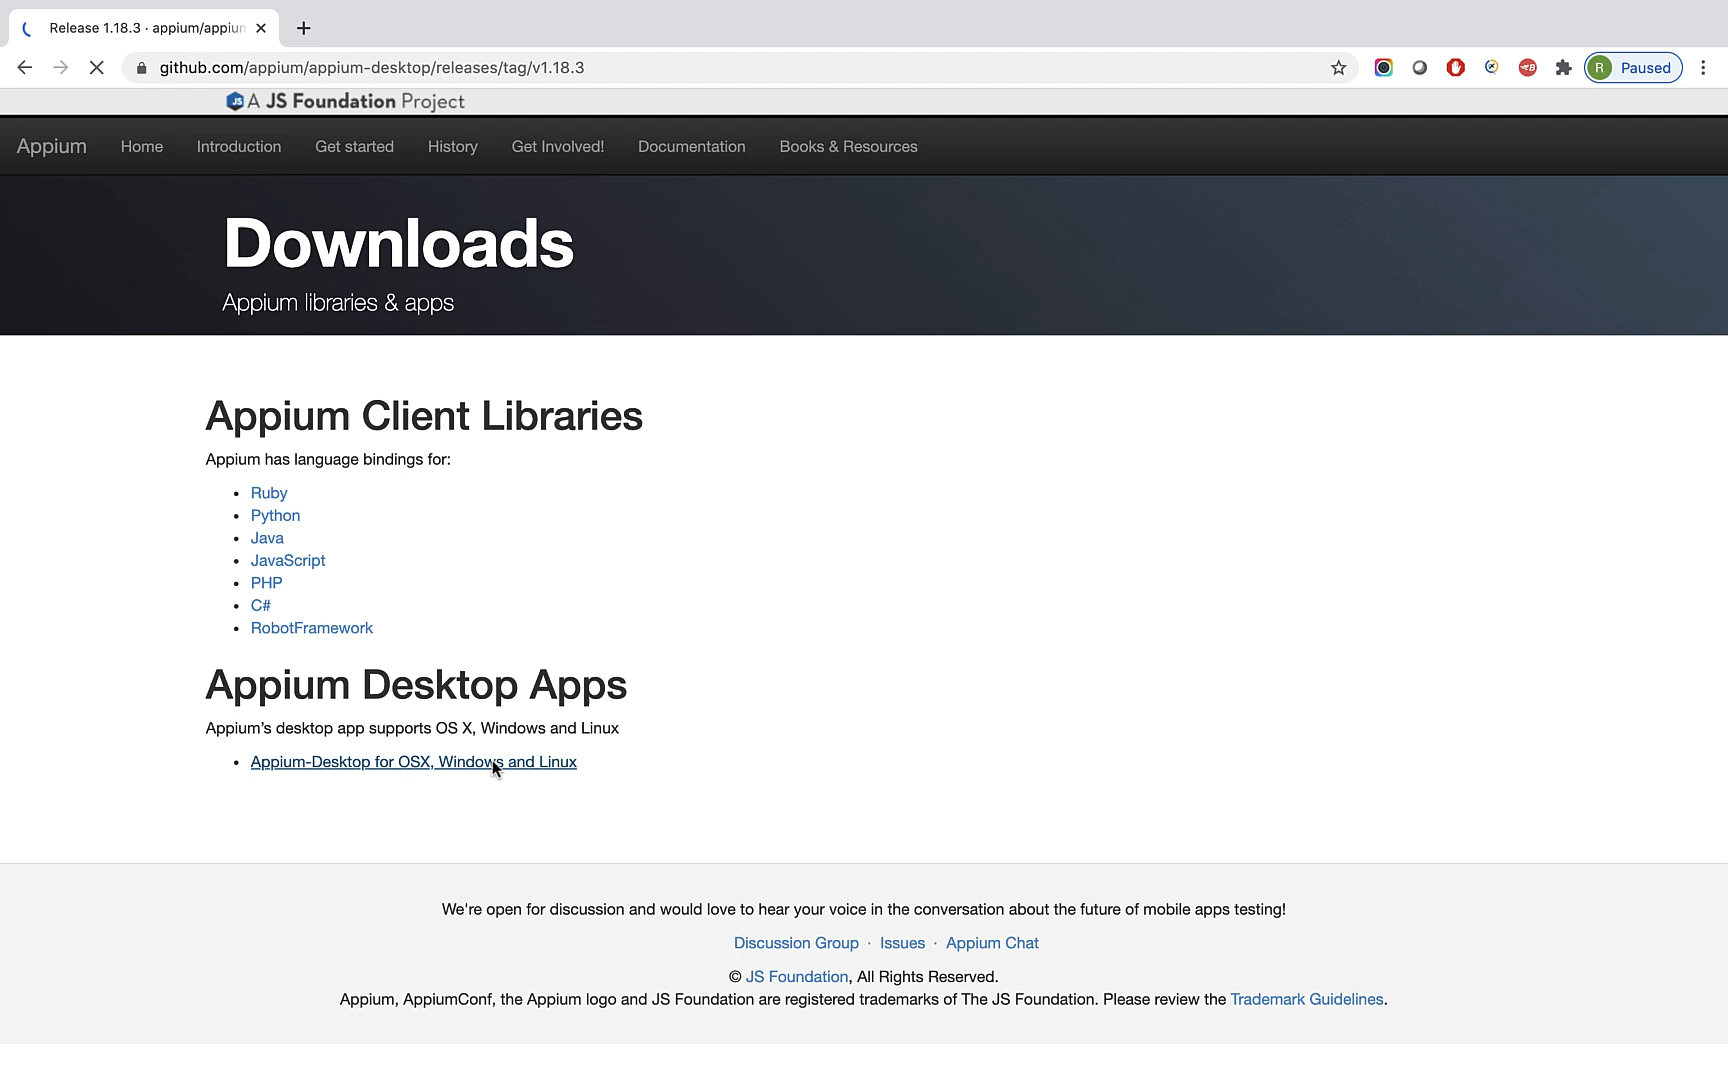 Release 1.18.3 · appium/appium
github.com/appium/appium-desktop/releases/tag/v1.18.3
R Paused
JS A JS Foundation Project
Appium Home Introduction Get started History Get Involved! Documentation Books & Resources
Downloads
Appium libraries & apps
Appium Client Libraries
Appium has language bindings for:
Ruby
Python
Java
JavaScript
PHP
C#
RobotFramework
Appium Desktop Apps
Appium’s desktop app supports OS X, Windows and Linux
Appium-Desktop for OSX, Windows and Linux
We're open for discussion and would love to hear your voice in the conversation about the future of mobile apps testing!
Discussion Group · Issues · Appium Chat
© JS Foundation, All Rights Reserved.
Appium, AppiumConf, the Appium logo and JS Foundation are registered trademarks of The JS Foundation. Please review the Trademark Guidelines.